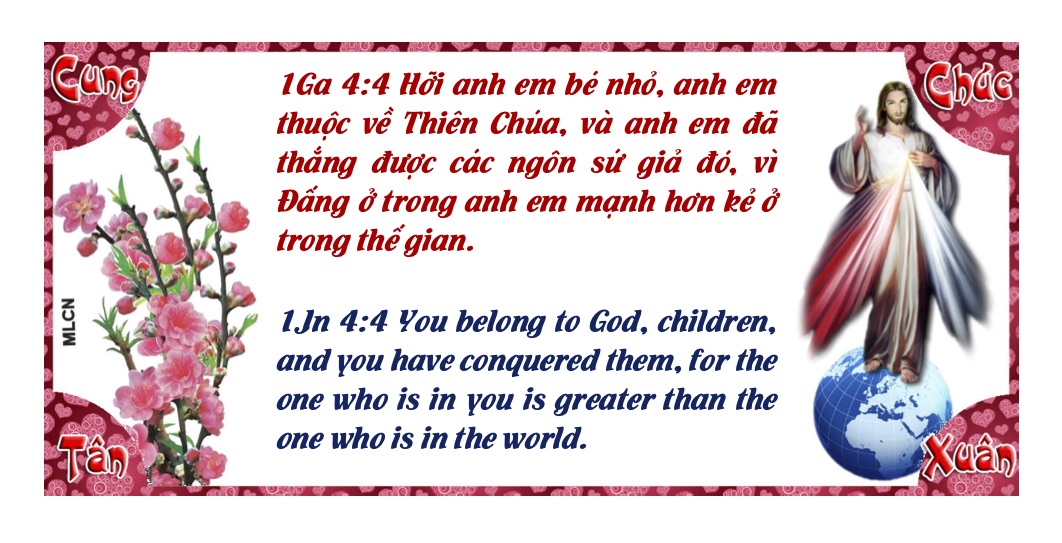 Cung
Chúc
1Ga 4:4 Hỡi anh em bé nhỏ, anh em
thuộc về Thiên Chúa, và anh em đã
thắng được các ngôn sứ giả đó, vì
Đấng ở trong anh em mạnh hơn kẻ ở
trong thế gian.
MLCN
1Jn 4:4 You belong to God, children,
and you have conquered them, for the
one who is in you is greater than the
one who is in the world.
Tân
Xuân